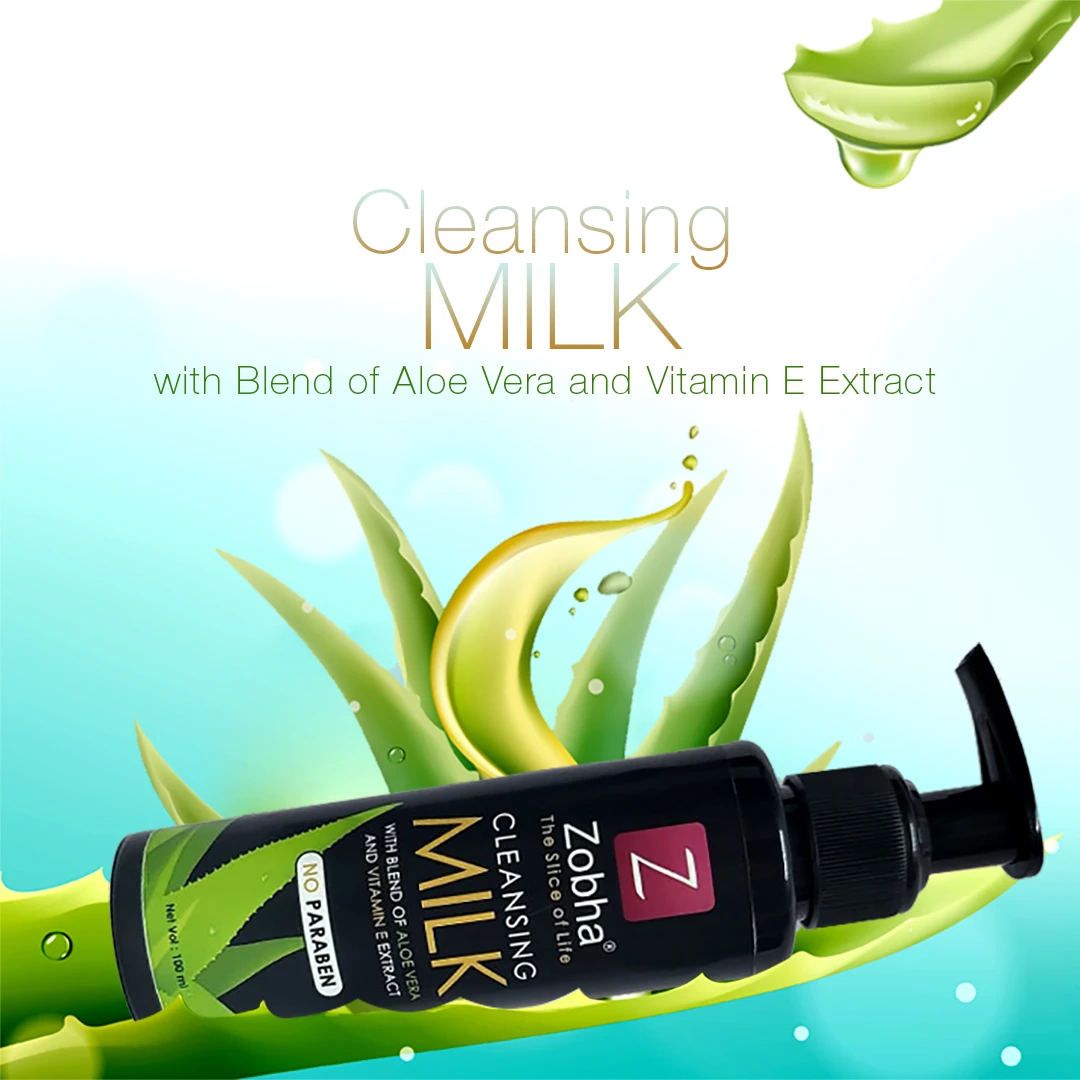 Cleansing
MILK
with Blend of Aloe Vera and Vitamin E Extract
Z
Zobha®
The Slice of Life
CLEANSING
MILK
WITH BLEND OF ALOE VERA
AND VITAMIN E EXTRACT
NO PARABEN
Net Vol : 100 ml